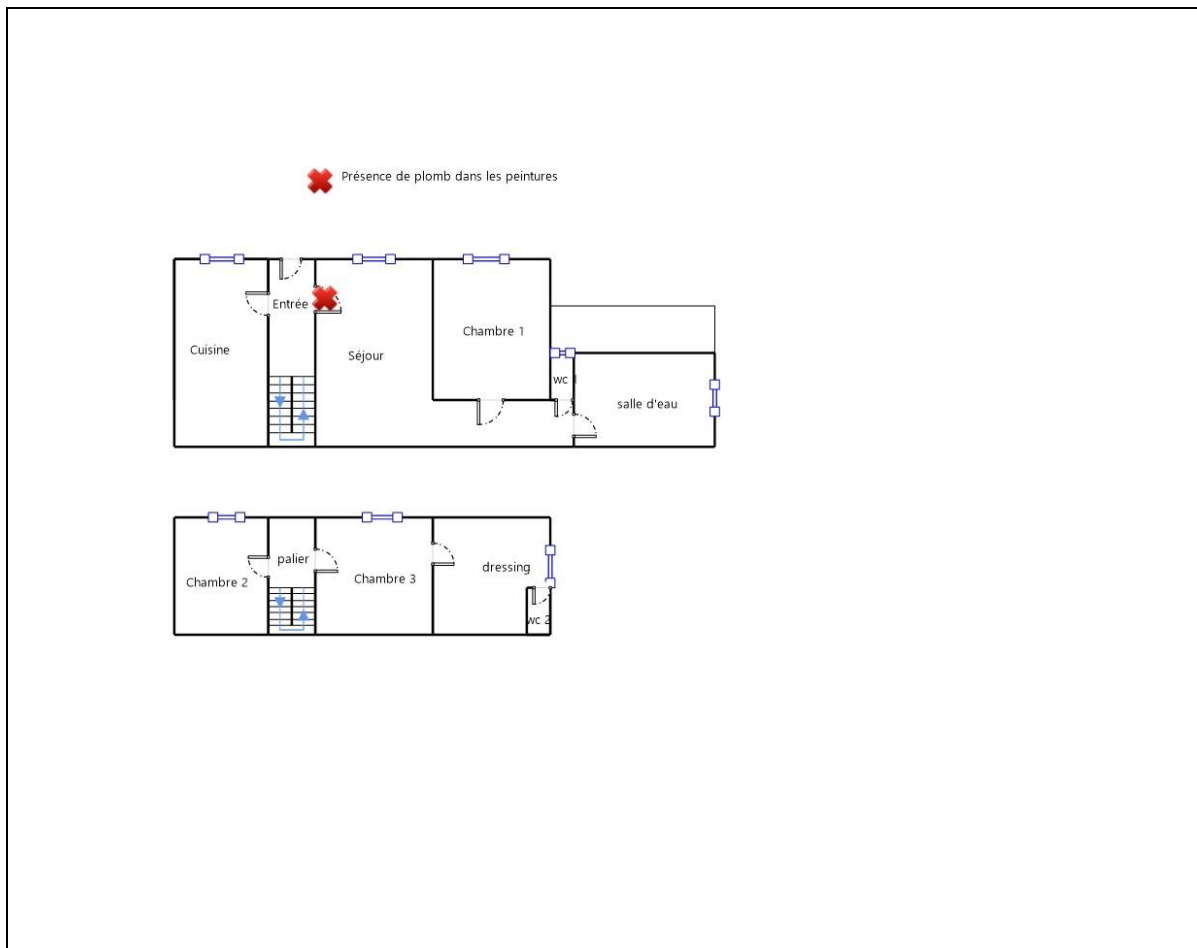 Présence de plomb dans les peintures
Entrée
Cuisine
Séjour
Chambre 1
wc
salle d'eau
palier
Chambre 2
Chambre 3
dressing
wc 2